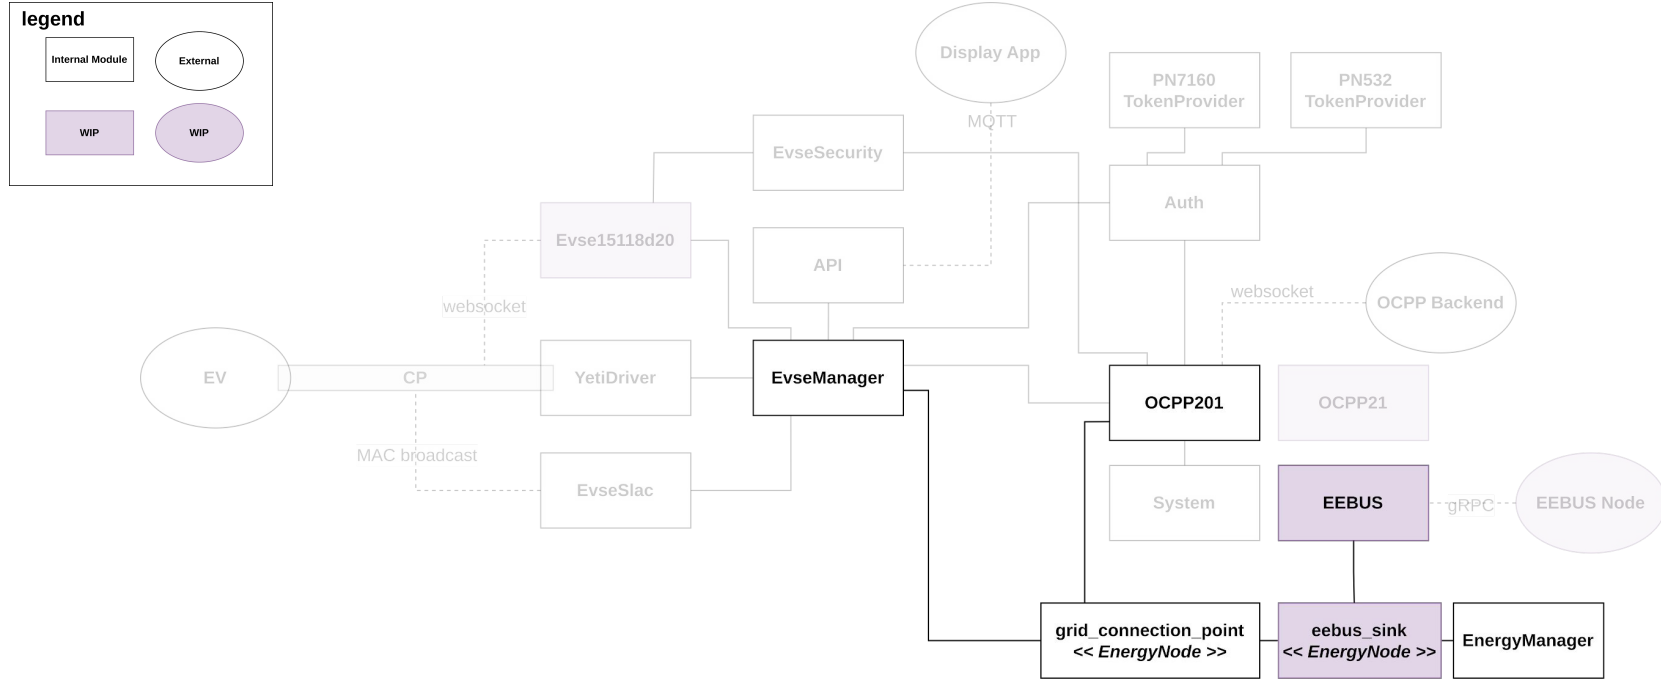 legend
Internal Module
External
WIP
WIP
Display App
PN7160
TokenProvider
PN532
TokenProvider
MQTT
EvseSecurity
Auth
Evse15118d20
API
websocket
OCPP Backend
websocket
EV
CP
YetiDriver
EvseManager
OCPP201
OCPP21
MAC broadcast
EvseSlac
System
EEBUS
gRPC
EEBUS Node
grid_connection_point
<< EnergyNode >>
eebus_sink
<< EnergyNode >>
EnergyManager